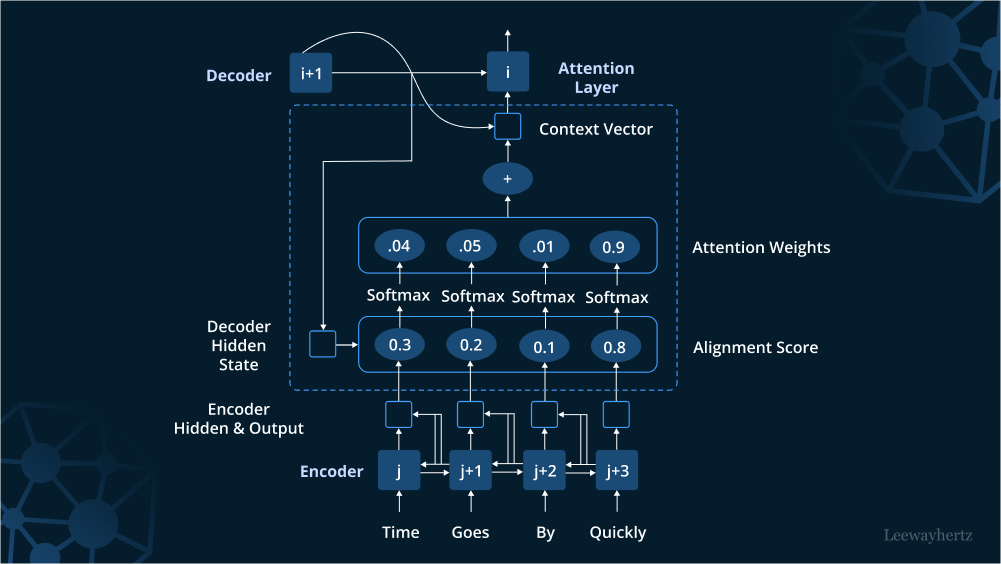 Decoder
i+1
i
Attention
Layer
Context Vector
+
.04
.05
.01
0.9
Attention Weights
Softmax
Softmax
Softmax
Softmax
Decoder
Hidden
State
0.3
0.2
0.1
0.8
Alignment Score
Encoder
Hidden & Output
Encoder
j
j+1
j+2
j+3
Time
Goes
By
Quickly
Leewayhertz